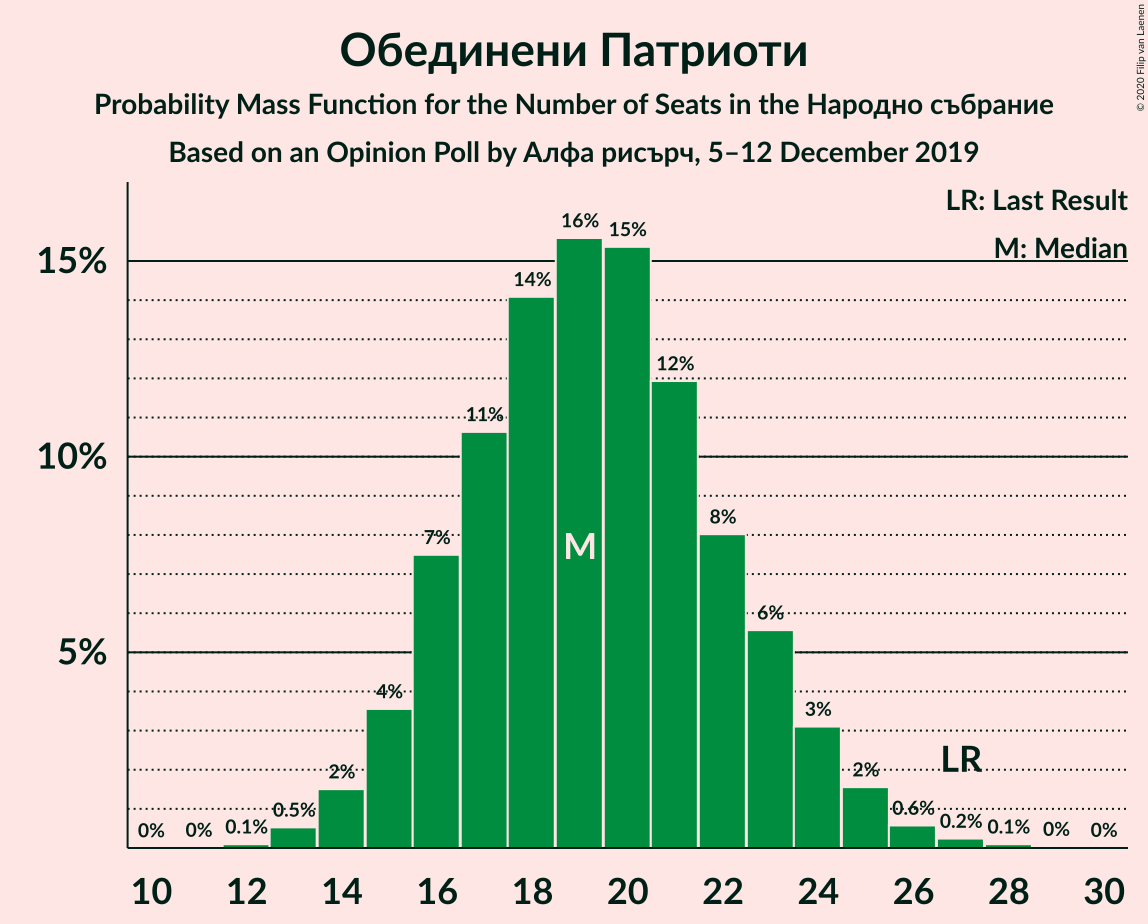 Обединени Патриоти
Probability Mass Function for the Number of Seats in the Народно събрание
Based on an Opinion Poll by Алфа рисърч, 5–12 December 2019
© 2020 Filip van Laenen
LR: Last Result
M: Median
15%
10%
5%
0%
0%
0.1%
0.5%
2%
4%
7%
11%
14%
16%
15%
12%
8%
6%
3%
2%
0.6%
0.2%
0.1%
0%
0%
M
LR
10 12 14 16 18 20 22 24 26 28 30